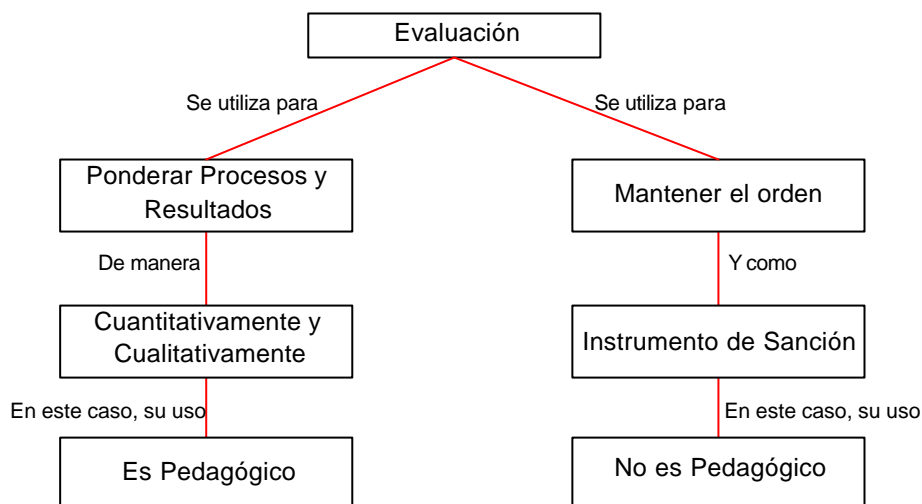 Evaluación
Se utiliza para
Se utiliza para
Ponderar Procesos y
Resultados
Mantener el orden
De manera
Y como
Cuantitativamente y
Cualitativamente
Instrumento de Sanción
En este caso, su uso
En este caso, su uso
Es Pedagógico
No es Pedagógico